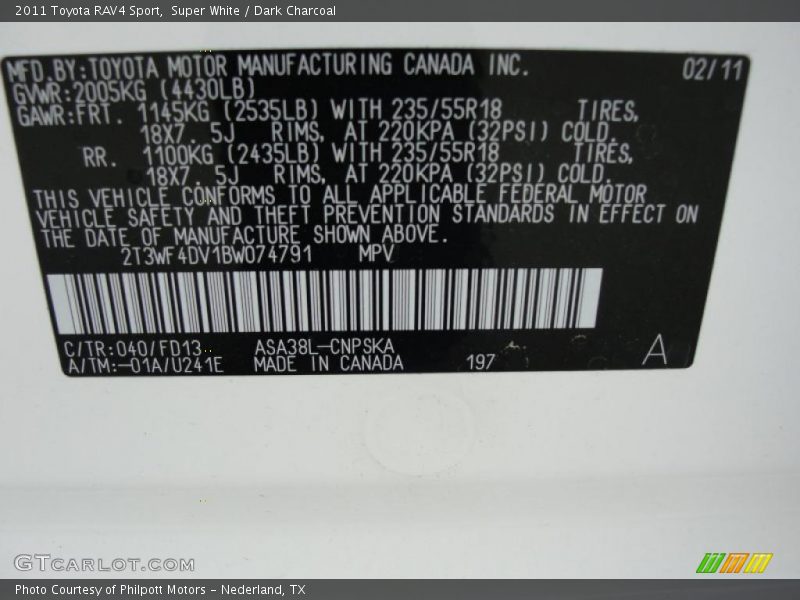 2011 Toyota RAV4 Sport,  Super White / Dark Charcoal
MFD.BY:TOYOTA MOTOR MANUFACTURING CANADA INC. 02/11
GVWR:2005KG (4430LB)
GAWR:FRT. 1145KG (2535LB) WITH 235/55R18 TIRES,
18X7. 5J RIMS, AT 220KPA (32PSI) COLD.
RR. 1100KG (2435LB) WITH 235/55R18 TIRES,
18X7. 5J RIMS, AT 220KPA (32PSI) COLD.
THIS VEHICLE CONFORMS TO ALL APPLICABLE FEDERAL MOTOR
VEHICLE SAFETY AND THEFT PREVENTION STANDARDS IN EFFECT ON
THE DATE OF MANUFACTURE SHOWN ABOVE.
2T3WF4DV1BW074791 MPV
C/TR:040/FD13 ASA38L-CNPSKA
A/TM:-01A/U241E MADE IN CANADA 197 A
GTCARLOT.COM
Photo Courtesy of Philpott Motors - Nederland, TX